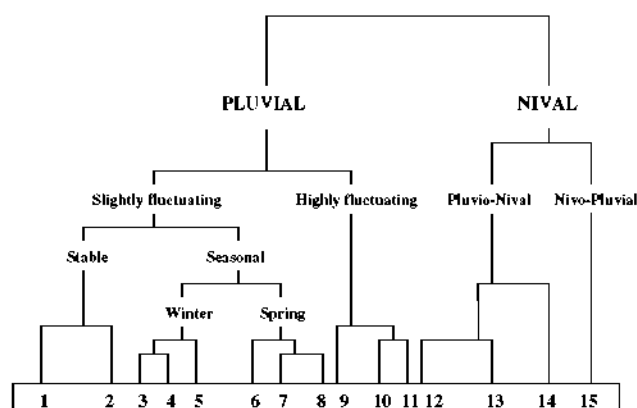 PLUVIAL NIVAL
Slightly fluctuating Highly fluctuating Pluvio-Nival Nivo-Pluvial
Stable Seasonal
Winter Spring
1 2 3 4 5 6 7 8 9 10 11 12 13 14 15